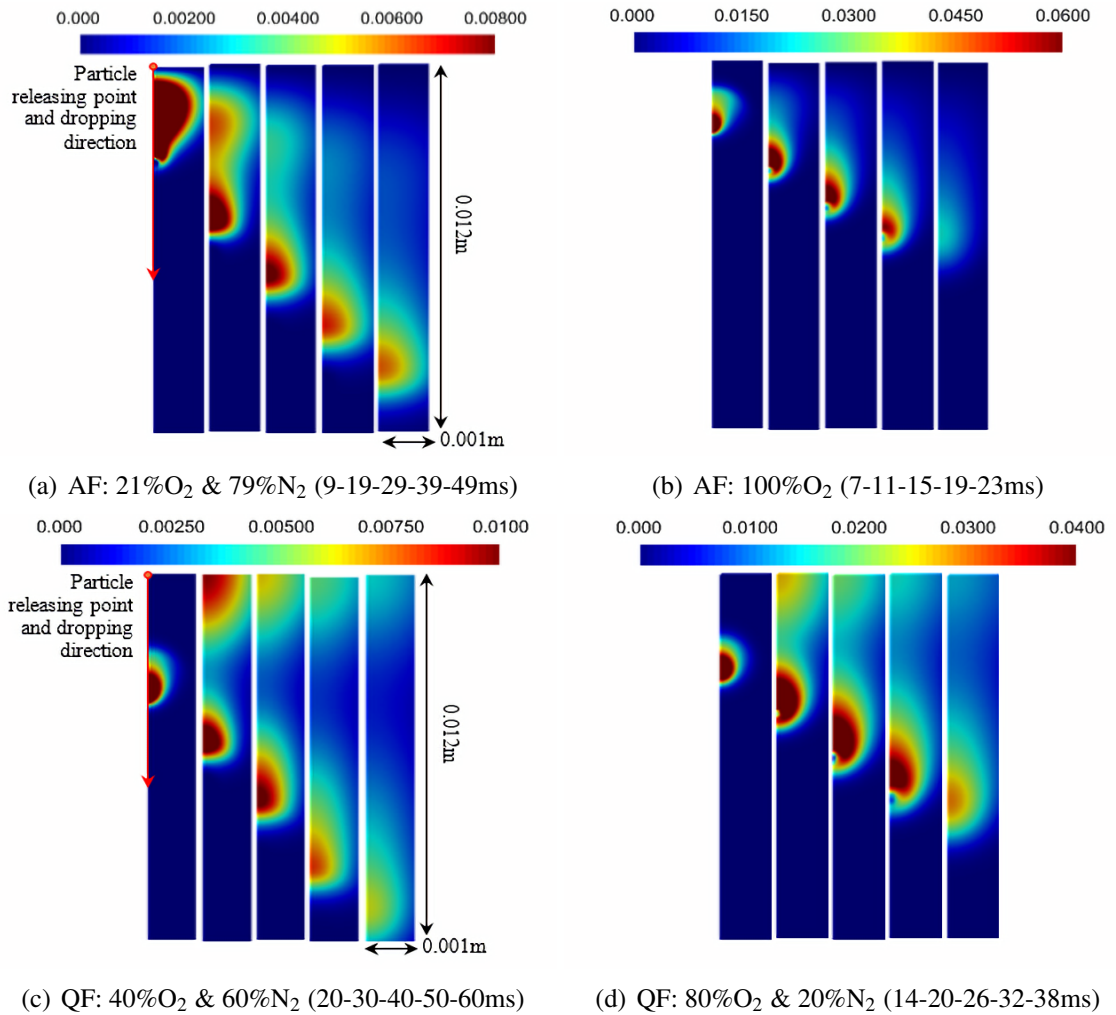 0.000 0.00200 0.00400 0.00600 0.00800
Particle
releasing point
and dropping
direction
0.012m
0.001m
(a) AF: 21%O₂ & 79%N₂ (9-19-29-39-49ms)
0.000 0.0150 0.0300 0.0450 0.0600
(b) AF: 100%O₂ (7-11-15-19-23ms)
0.000 0.00250 0.00500 0.00750 0.0100
Particle
releasing point
and dropping
direction
0.012m
0.001m
(c) QF: 40%O₂ & 60%N₂ (20-30-40-50-60ms)
0.000 0.0100 0.0200 0.0300 0.0400
(d) QF: 80%O₂ & 20%N₂ (14-20-26-32-38ms)